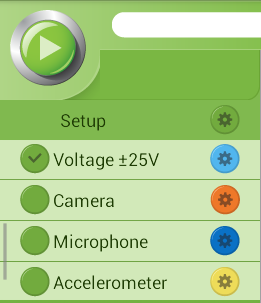 Setup
Voltage ±25V
Camera
Microphone
Accelerometer